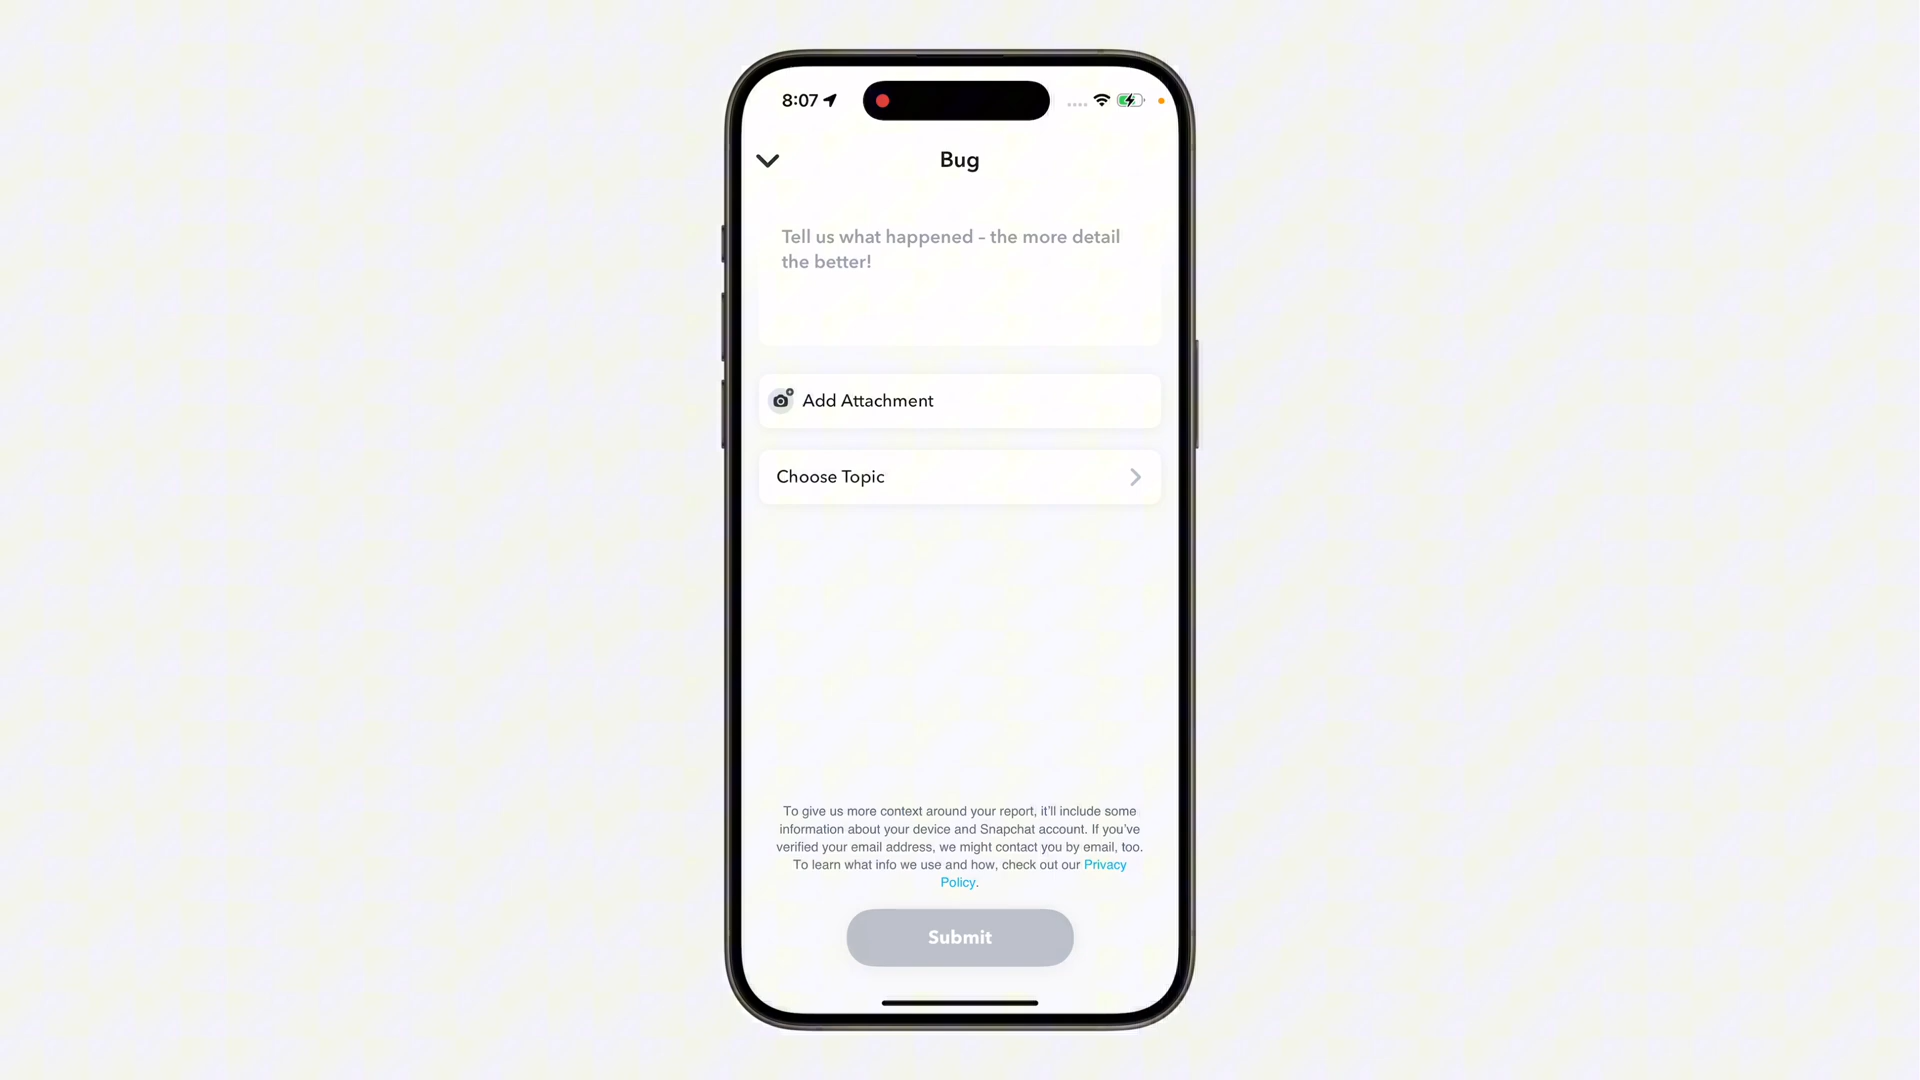 8:07
Bug
Tell us what happened – the more detail
the better!
Add Attachment
Choose Topic
To give us more context around your report, it'll include some
information about your device and Snapchat account. If you've
verified your email address, we might contact you by email, too.
To learn what info we use and how, check out our Privacy
Policy.
Submit